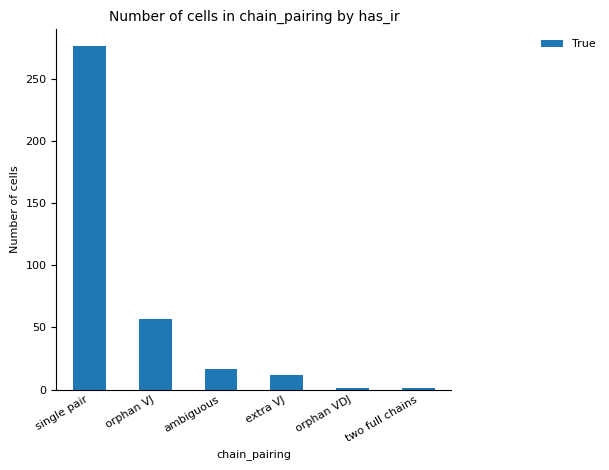 Number of cells in chain_pairing by has_ir
True
250
200
150
100
50
0
Number of cells
single pair
orphan VJ
ambiguous
extra VJ
orphan VDJ
two full chains
chain_pairing